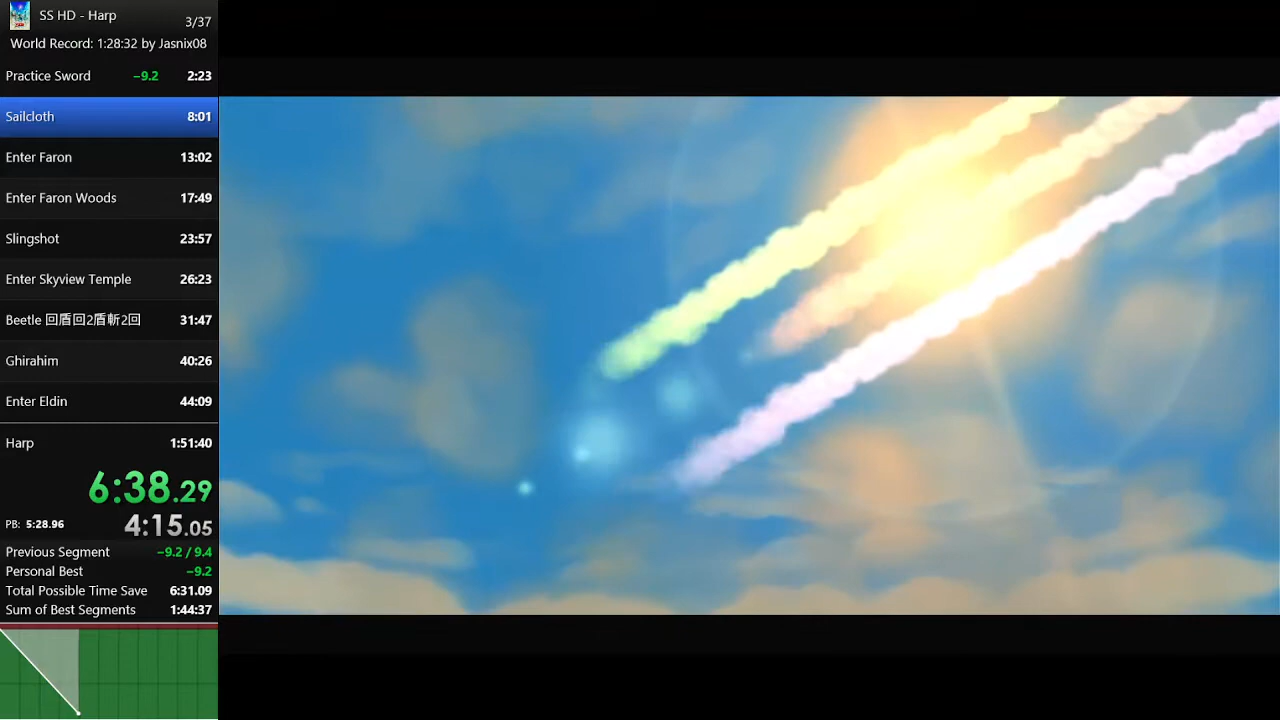 SS HD - Harp
3/37
World Record: 1:28:32 by Jasnix08
Practice Sword -9.2 2:23
Sailcloth 8:01
Enter Faron 13:02
Enter Faron Woods 17:49
Slingshot 23:57
Enter Skyview Temple 26:23
Beetle 回盾回2盾斬2回 31:47
Ghirahim 40:26
Enter Eldin 44:09
Harp 1:51:40
6:38.29
PB: 5:28.96 4:15.05
Previous Segment -9.2 / 9.4
Personal Best -9.2
Total Possible Time Save 6:31.09
Sum of Best Segments 1:44:37